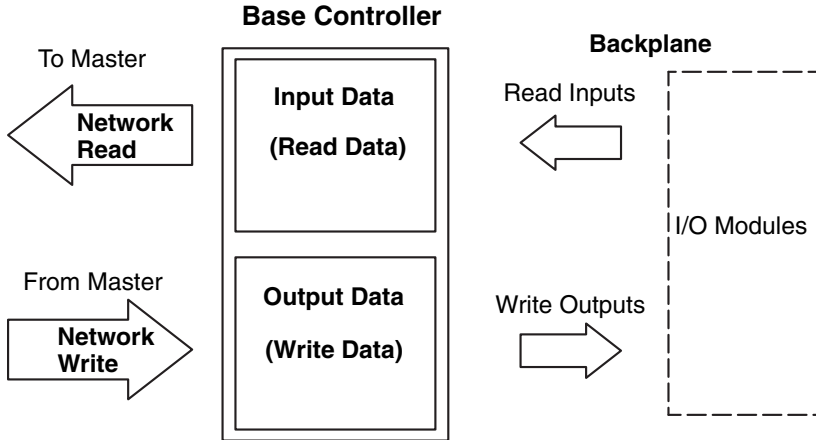 Base Controller
Backplane
To Master
Network
Read
Input Data
(Read Data)
Read Inputs
I/O Modules
From Master
Network
Write
Output Data
(Write Data)
Write Outputs